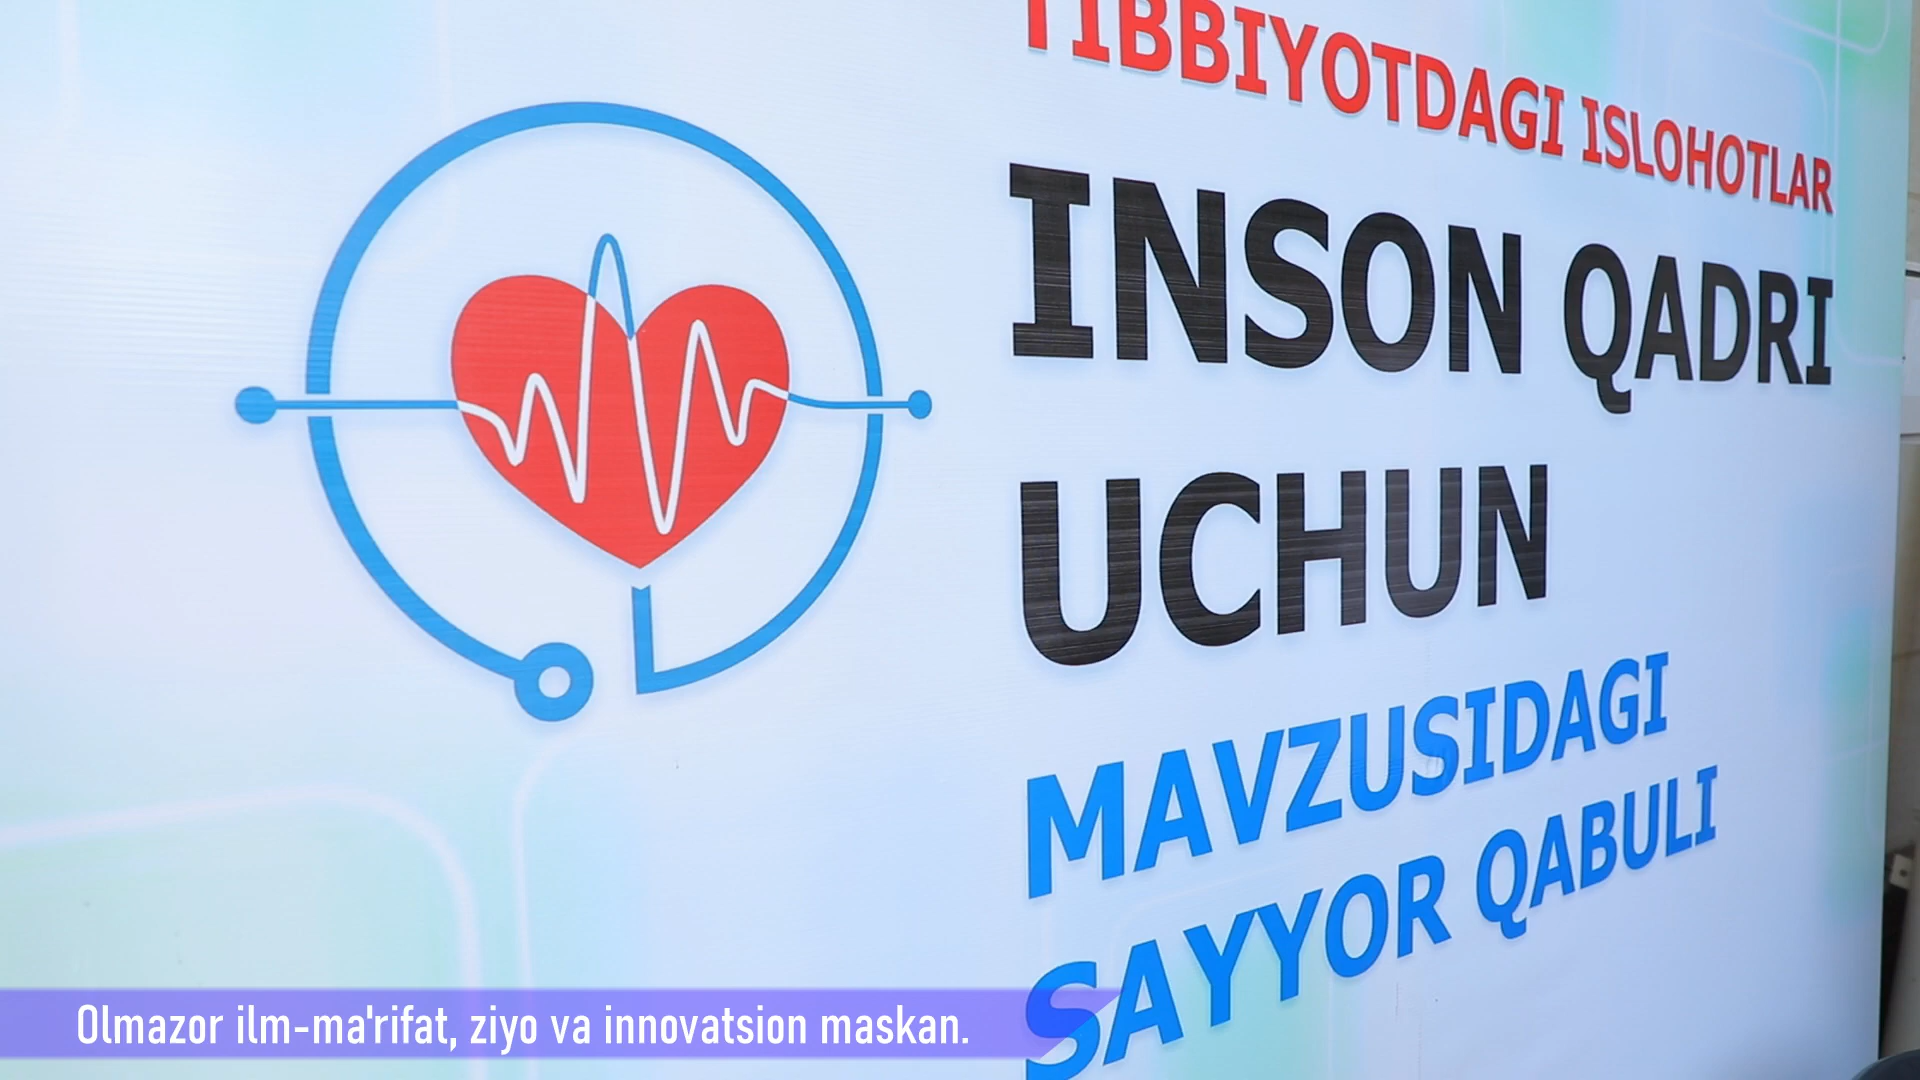 TIBBIYOTDAGI ISLOHOTLAR
INSON QADRI
UCHUN
MAVZUSIDAGI
SAYYOR QABULI
Olmazor ilm-ma'rifat, ziyo va innovatsion maskan.